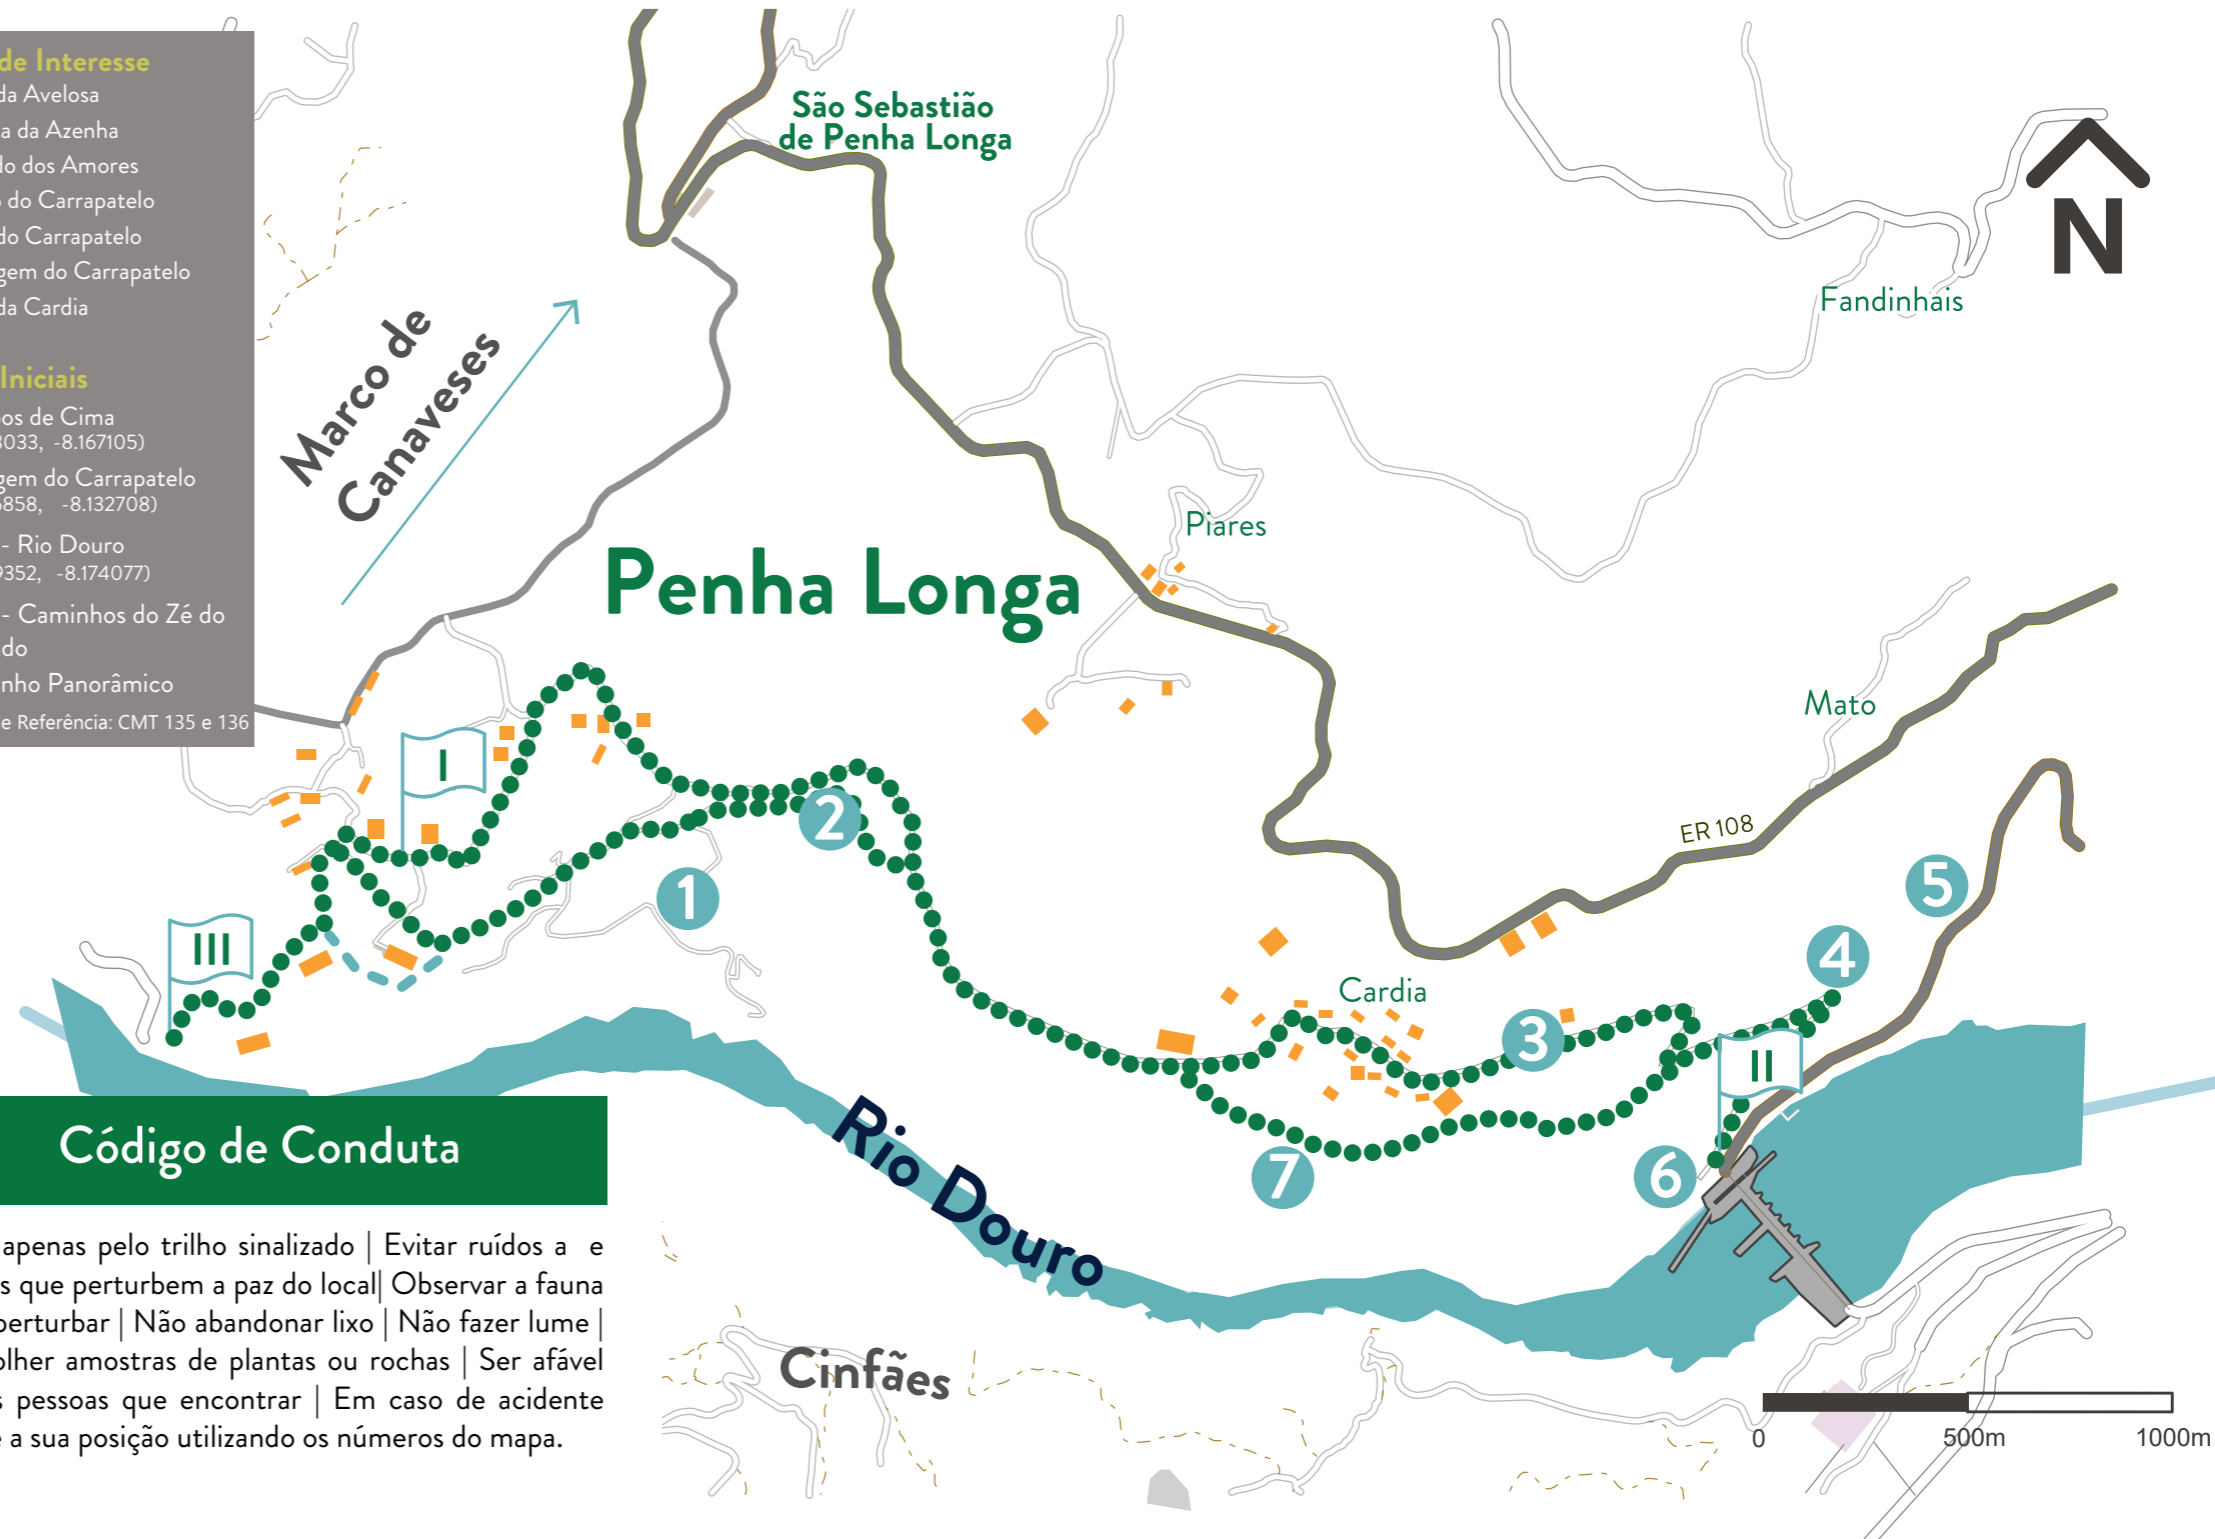 de Interesse
da Avelosa
a da Azenha
do dos Amores
o do Carrapatelo
do Carrapatelo
gem do Carrapatelo
da Cardia
Iniciais
os de Cima
3033, -8.167105)
gem do Carrapatelo
5858, -8.132708)
- Rio Douro
9352, -8.174077)
- Caminhos do Zé do
do
nho Panorâmico
e Referência: CMT 135 e 136
São Sebastião
de Penha Longa
N
Fandinhais
Marco de
Canaveses
Piares
Penha Longa
Mato
ER 108
I
II
III
1
2
3
4
5
6
7
Cardia
Rio Douro
Cinfães
Código de Conduta
apenas pelo trilho sinalizado | Evitar ruídos a e
s que perturbem a paz do local| Observar a fauna
perturbar | Não abandonar lixo | Não fazer lume |
olher amostras de plantas ou rochas | Ser afável
s pessoas que encontrar | Em caso de acidente
e a sua posição utilizando os números do mapa.
0 500m 1000m